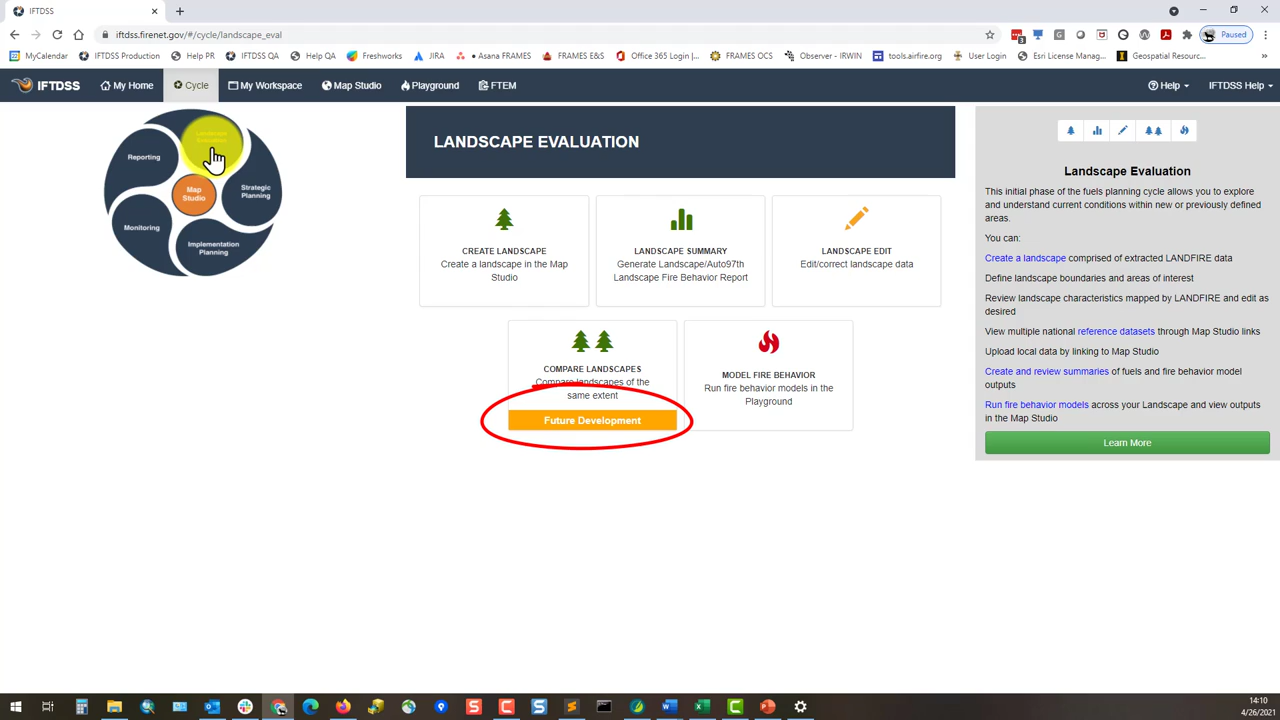 IFTDSS
iftdss.firenet.gov/#/cycle/landscape_eval
Paused
MyCalendar
IFTDSS Production
Help PR
IFTDSS QA
Help QA
Freshworks
JIRA
Asana FRAMES
FRAMES E&S
Office 365 Login |...
FRAMES OCS
Observer - IRWIN
tools.airfire.org
User Login
Esri License Manag...
Geospatial Resourc...
IFTDSS
My Home
Cycle
My Workspace
Map Studio
Playground
FTEM
Help
IFTDSS Help
Landscape
Evaluation
Reporting
Strategic
Planning
Map
Studio
Monitoring
Implementation
Planning
LANDSCAPE EVALUATION
CREATE LANDSCAPE
Create a landscape in the Map
Studio
LANDSCAPE SUMMARY
Generate Landscape/Auto97th
Landscape Fire Behavior Report
LANDSCAPE EDIT
Edit/correct landscape data
COMPARE LANDSCAPES
Compare landscapes of the
same extent
Future Development
MODEL FIRE BEHAVIOR
Run fire behavior models in the
Playground
Landscape Evaluation
This initial phase of the fuels planning cycle allows you to explore
and understand current conditions within new or previously defined
areas.
You can:
Create a landscape comprised of extracted LANDFIRE data
Define landscape boundaries and areas of interest
Review landscape characteristics mapped by LANDFIRE and edit as
desired
View multiple national reference datasets through Map Studio links
Upload local data by linking to Map Studio
Create and review summaries of fuels and fire behavior model
outputs
Run fire behavior models across your Landscape and view outputs
in the Map Studio
Learn More
14:10
4/26/2021